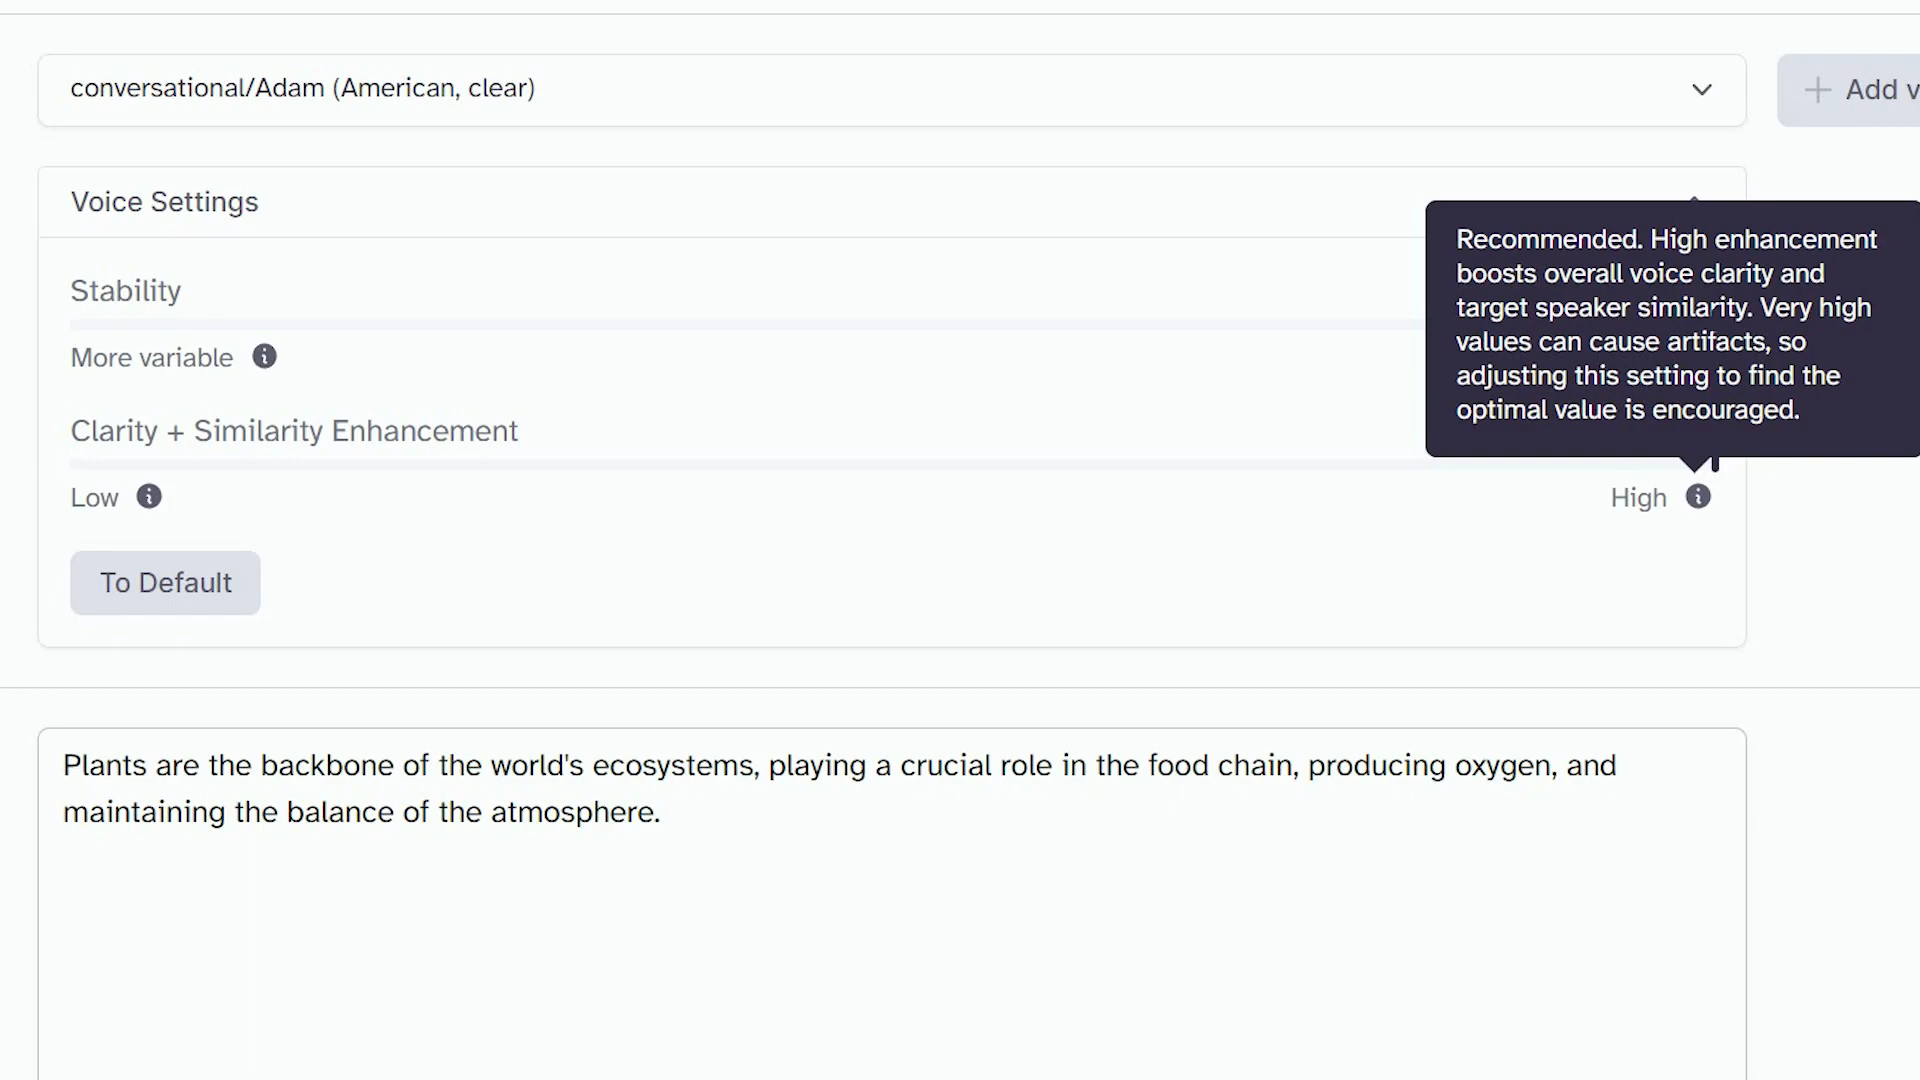 conversational/Adam (American, clear)
Add v
Voice Settings
Recommended. High enhancement
boosts overall voice clarity and
target speaker similarity. Very high
values can cause artifacts, so
adjusting this setting to find the
optimal value is encouraged.
Stability
More variable
Clarity + Similarity Enhancement
Low
High
To Default
Plants are the backbone of the world's ecosystems, playing a crucial role in the food chain, producing oxygen, and
maintaining the balance of the atmosphere.